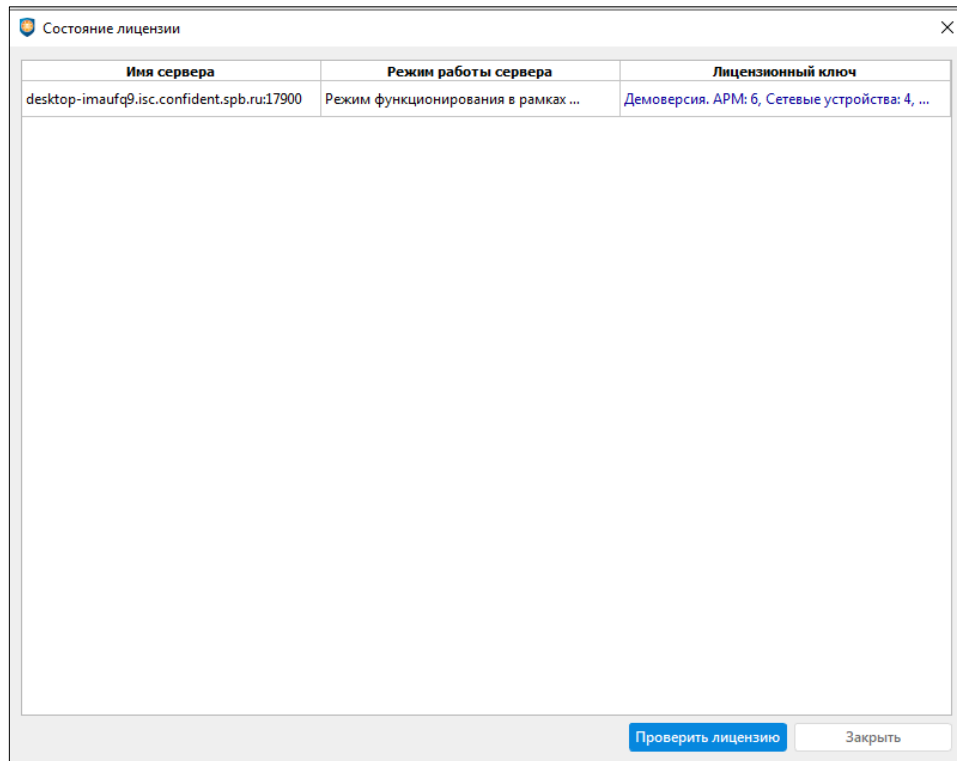 Состояние лицензии
Имя сервера Режим работы сервера Лицензионный ключ
desktop-imaufq9.isc.confident.spb.ru:17900 Режим функционирования в рамках ... Демоверсия. АРМ: 6, Сетевые устройства: 4, ...
Проверить лицензию Закрыть